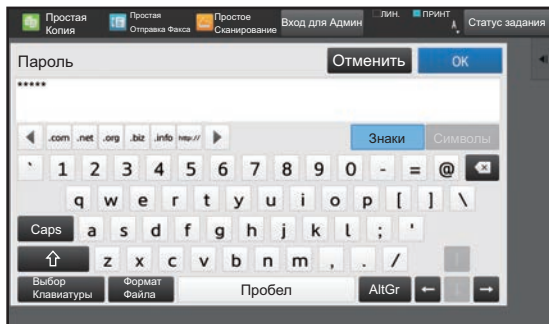 Простая Копия
Простая Отправка Факса
Простое Сканирование
Вход для Админ
ЛИН.
ПРИНТ
Статус задания
Пароль
Отменить
OK
*****
.com .net .org .biz .info http://
Знаки
Символы
` 1 2 3 4 5 6 7 8 9 0 - = @
q w e r t y u i o p [ ] \
Caps a s d f g h j k l ; '
z x c v b n m , . /
Выбор Клавиатуры
Формат Файла
Пробел
AltGr